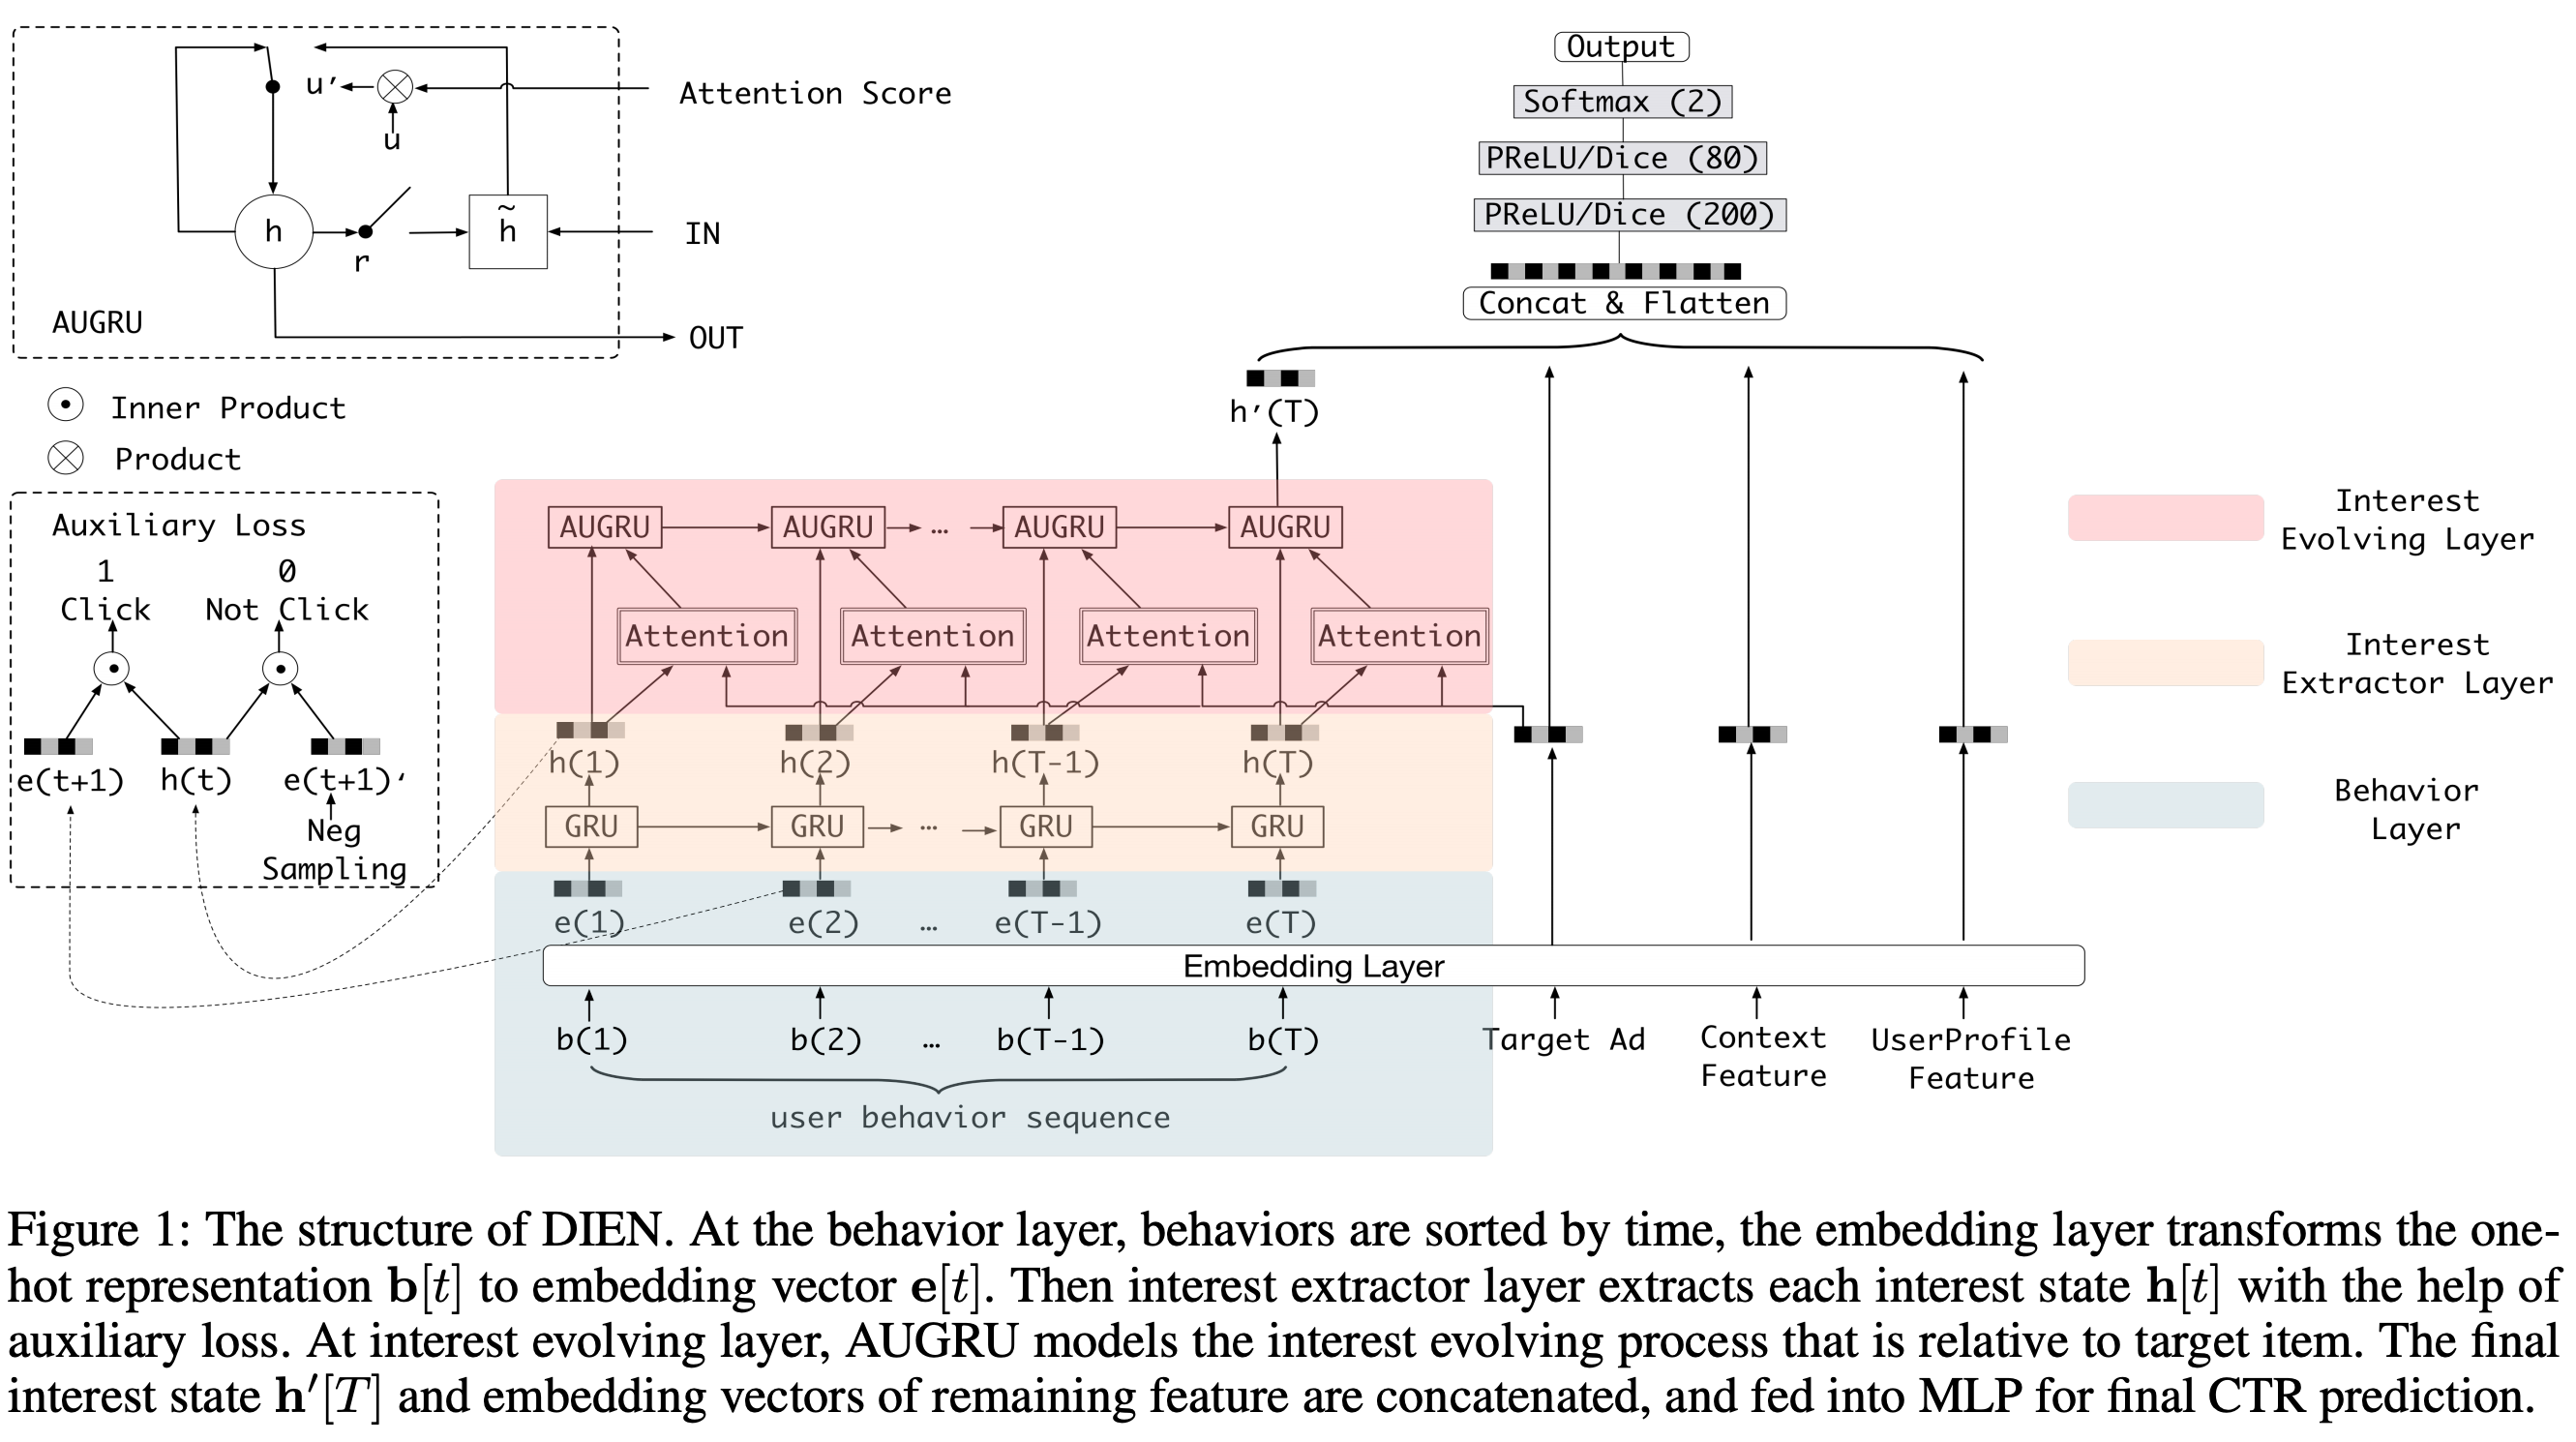 u′
Attention Score
u
h
r
h̃
IN
AUGRU
OUT
Inner Product
Product
Auxiliary Loss
1
0
Click
Not Click
e(t+1)
h(t)
e(t+1)‘
Neg
Sampling
Output
Softmax (2)
PReLU/Dice (80)
PReLU/Dice (200)
Concat & Flatten
h′(T)
AUGRU
AUGRU
…
AUGRU
AUGRU
Attention
Attention
Attention
Attention
h(1)
h(2)
h(T-1)
h(T)
GRU
GRU
…
GRU
GRU
e(1)
e(2)
…
e(T-1)
e(T)
Embedding Layer
b(1)
b(2)
…
b(T-1)
b(T)
Target Ad
Context
Feature
UserProfile
Feature
user behavior sequence
Interest
Evolving Layer
Interest
Extractor Layer
Behavior
Layer
Figure 1: The structure of DIEN. At the behavior layer, behaviors are sorted by time, the embedding layer transforms the one-
hot representation b[t] to embedding vector e[t]. Then interest extractor layer extracts each interest state h[t] with the help of
auxiliary loss. At interest evolving layer, AUGRU models the interest evolving process that is relative to target item. The final
interest state h′[T] and embedding vectors of remaining feature are concatenated, and fed into MLP for final CTR prediction.